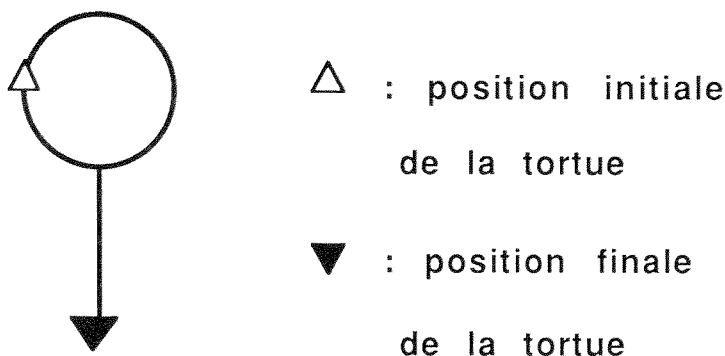 : position initiale
de la tortue
: position finale
de la tortue